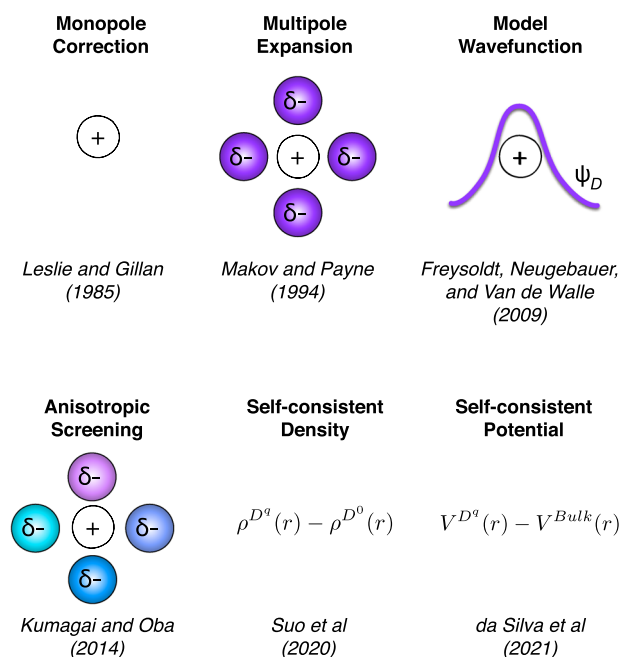 Monopole
Correction
Multipole
Expansion
Model
Wavefunction
+
δ-
δ-
+
δ-
δ-
+
ψ_D
Leslie and Gillan
(1985)
Makov and Payne
(1994)
Freysoldt, Neugebauer,
and Van de Walle
(2009)
Anisotropic
Screening
Self-consistent
Density
Self-consistent
Potential
δ-
δ-
+
δ-
δ-
ρ^{D^q}(r) − ρ^{D^0}(r)
V^{D^q}(r) − V^{Bulk}(r)
Kumagai and Oba
(2014)
Suo et al
(2020)
da Silva et al
(2021)